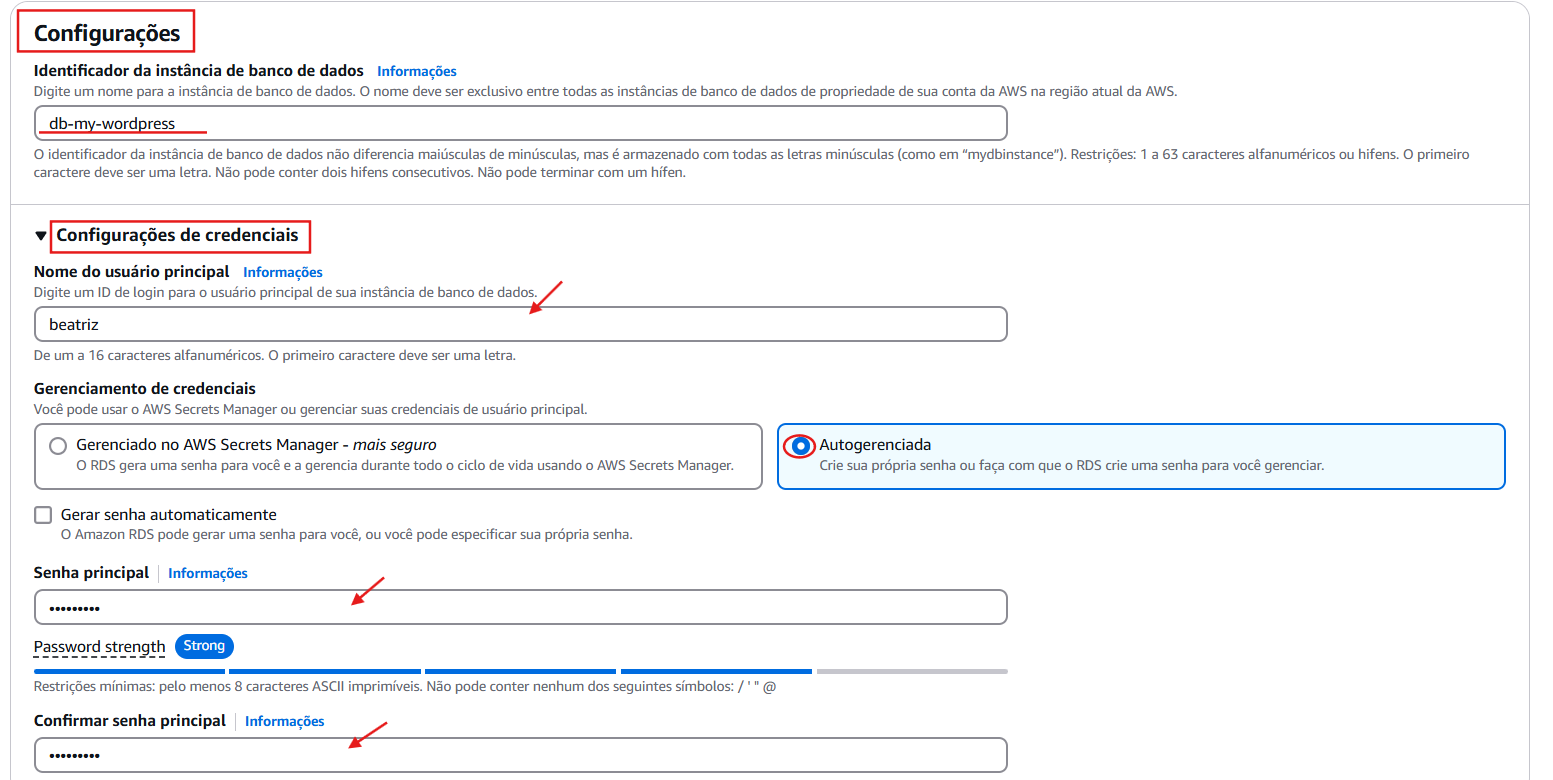 Configurações
Identificador da instância de banco de dados Informações
Digite um nome para a instância de banco de dados. O nome deve ser exclusivo entre todas as instâncias de banco de dados de propriedade de sua conta da AWS na região atual da AWS.
db-my-wordpress
O identificador da instância de banco de dados não diferencia maiúsculas de minúsculas, mas é armazenado com todas as letras minúsculas (como em “mydbinstance”). Restrições: 1 a 63 caracteres alfanuméricos ou hifens. O primeiro
caractere deve ser uma letra. Não pode conter dois hifens consecutivos. Não pode terminar com um hífen.
Configurações de credenciais
Nome do usuário principal Informações
Digite um ID de login para o usuário principal de sua instância de banco de dados.
beatriz
De um a 16 caracteres alfanuméricos. O primeiro caractere deve ser uma letra.
Gerenciamento de credenciais
Você pode usar o AWS Secrets Manager ou gerenciar suas credenciais de usuário principal.
Gerenciado no AWS Secrets Manager - mais seguro
O RDS gera uma senha para você e a gerencia durante todo o ciclo de vida usando o AWS Secrets Manager.
Autogerenciada
Crie sua própria senha ou faça com que o RDS crie uma senha para você gerenciar.
Gerar senha automaticamente
O Amazon RDS pode gerar uma senha para você, ou você pode especificar sua própria senha.
Senha principal Informações
•••••••••
Password strength Strong
Restrições mínimas: pelo menos 8 caracteres ASCII imprimíveis. Não pode conter nenhum dos seguintes símbolos: / ' " @
Confirmar senha principal Informações
•••••••••